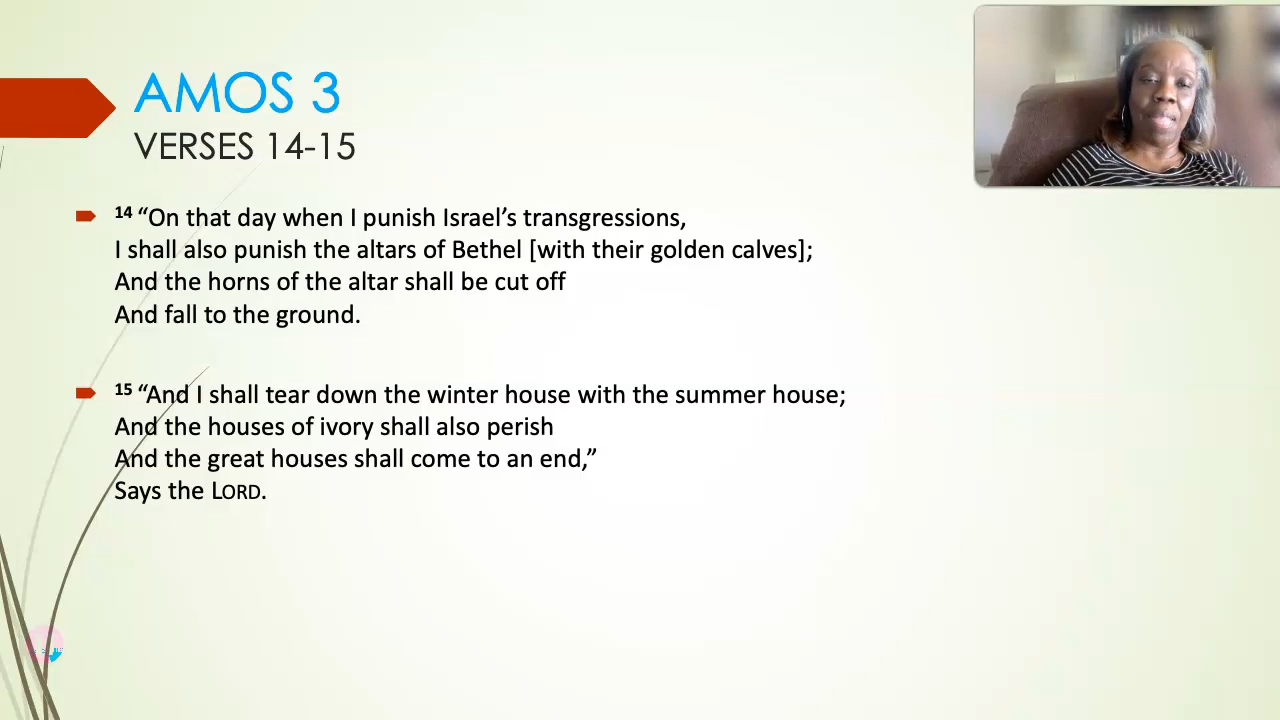 AMOS 3
VERSES 14-15
14 “On that day when I punish Israel’s transgressions,
I shall also punish the altars of Bethel [with their golden calves];
And the horns of the altar shall be cut off
And fall to the ground.
15 “And I shall tear down the winter house with the summer house;
And the houses of ivory shall also perish
And the great houses shall come to an end,”
Says the LORD.